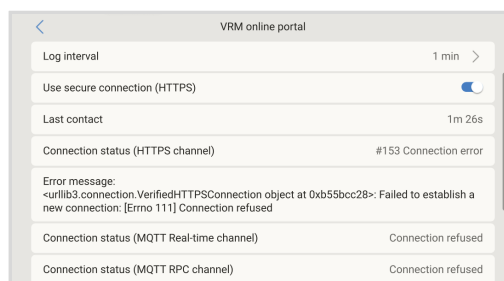 VRM online portal
Log interval 1 min
Use secure connection (HTTPS)
Last contact 1m 26s
Connection status (HTTPS channel) #153 Connection error
Error message:
<urllib3.connection.VerifiedHTTPSConnection object at 0xb55bcc28>: Failed to establish a
new connection: [Errno 111] Connection refused
Connection status (MQTT Real-time channel) Connection refused
Connection status (MQTT RPC channel) Connection refused